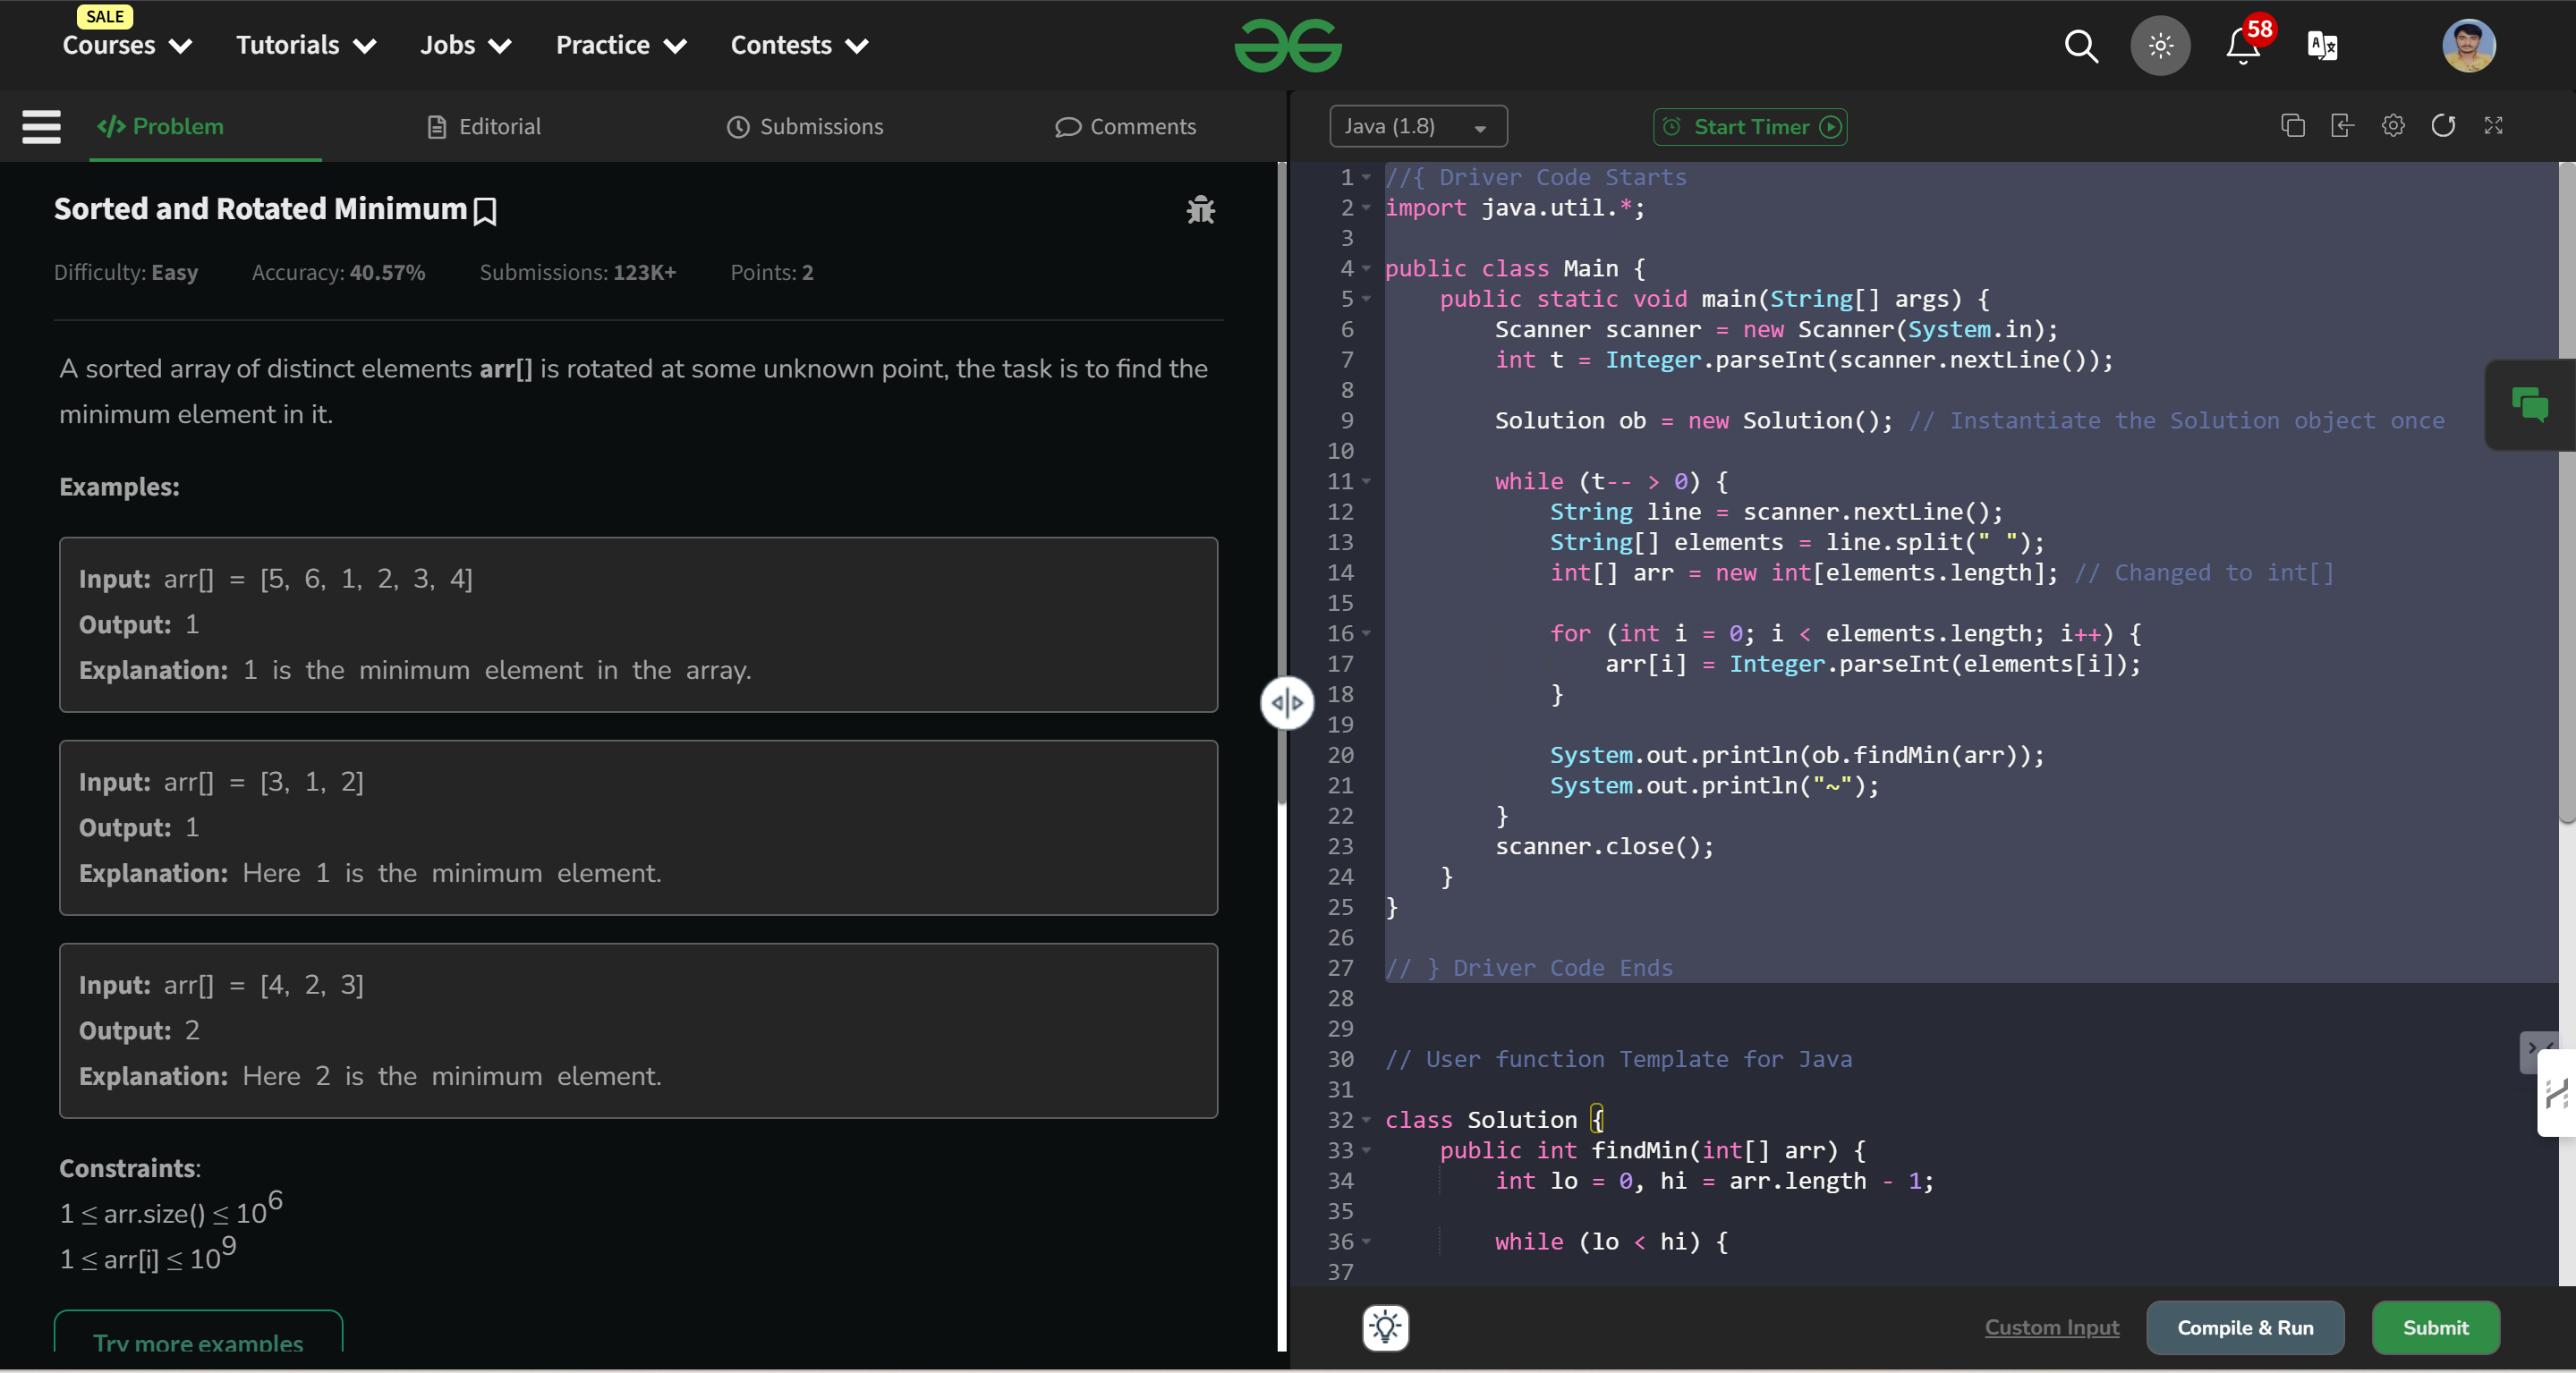 SALE
Courses Tutorials Jobs Practice Contests
58
</> Problem Editorial Submissions Comments
Sorted and Rotated Minimum
Difficulty: Easy Accuracy: 40.57% Submissions: 123K+ Points: 2
A sorted array of distinct elements arr[] is rotated at some unknown point, the task is to find the
minimum element in it.
Examples:
Input: arr[] = [5, 6, 1, 2, 3, 4]
Output: 1
Explanation: 1 is the minimum element in the array.
Input: arr[] = [3, 1, 2]
Output: 1
Explanation: Here 1 is the minimum element.
Input: arr[] = [4, 2, 3]
Output: 2
Explanation: Here 2 is the minimum element.
Constraints:
1 ≤ arr.size() ≤ 10^6
1 ≤ arr[i] ≤ 10^9
Try more examples
Java (1.8) Start Timer
1 //{ Driver Code Starts
2 import java.util.*;
3
4 public class Main {
5     public static void main(String[] args) {
6         Scanner scanner = new Scanner(System.in);
7         int t = Integer.parseInt(scanner.nextLine());
8
9         Solution ob = new Solution(); // Instantiate the Solution object once
10
11         while (t-- > 0) {
12             String line = scanner.nextLine();
13             String[] elements = line.split(" ");
14             int[] arr = new int[elements.length]; // Changed to int[]
15
16             for (int i = 0; i < elements.length; i++) {
17                 arr[i] = Integer.parseInt(elements[i]);
18             }
19
20             System.out.println(ob.findMin(arr));
21             System.out.println("~");
22         }
23         scanner.close();
24     }
25 }
26
27 // } Driver Code Ends
28
29
30 // User function Template for Java
31
32 class Solution {
33     public int findMin(int[] arr) {
34         int lo = 0, hi = arr.length - 1;
35
36         while (lo < hi) {
37
Custom Input Compile & Run Submit